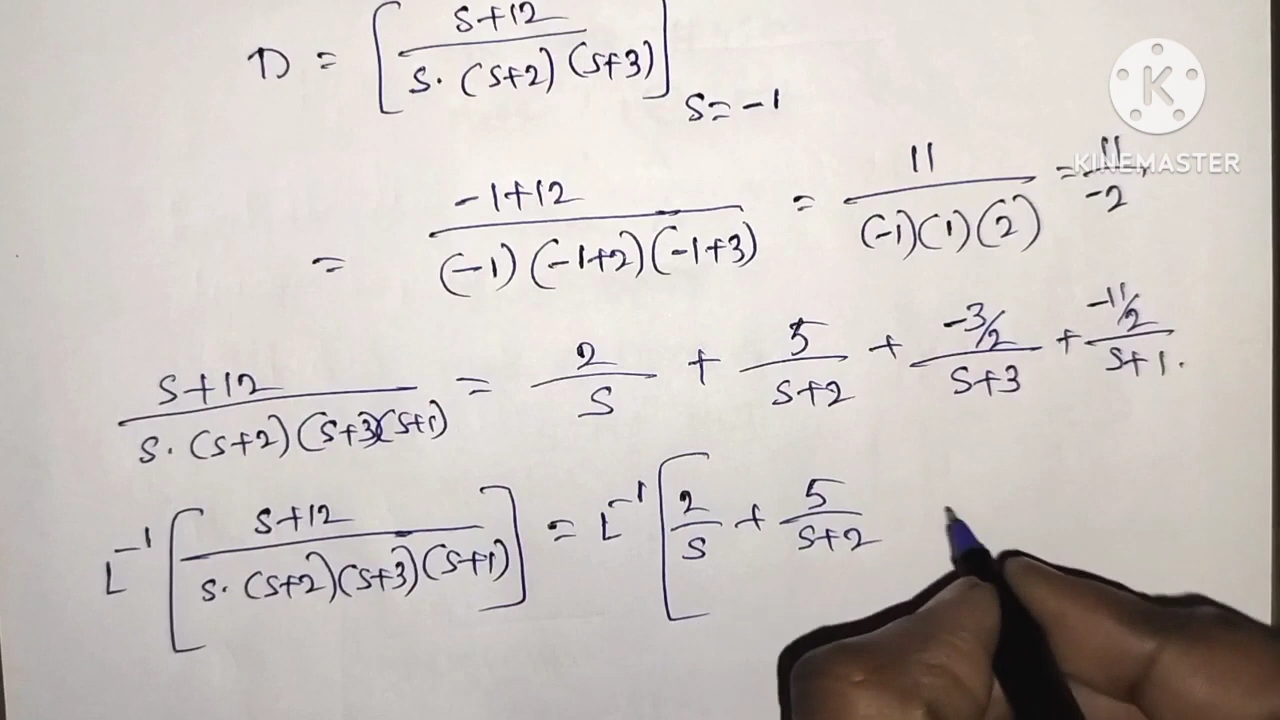 D = [ s+12 / s. (s+2) (s+3) ] s=-1
KINEMASTER
= -1+12 / (-1) (-1+2) (-1+3) = 11 / (-1)(1)(2) = 11 / -2
s+12 / s. (s+2) (s+3)(s+1) = 2 / s + 5 / s+2 + -3/2 / s+3 + -11/2 / s+1.
L^-1 [ s+12 / s. (s+2)(s+3)(s+1) ] = L^-1 [ 2 / s + 5 / s+2